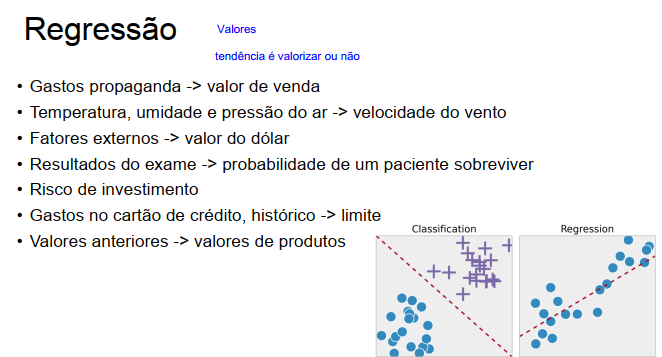 Regressão
Valores
tendência é valorizar ou não
• Gastos propaganda -> valor de venda
• Temperatura, umidade e pressão do ar -> velocidade do vento
• Fatores externos -> valor do dólar
• Resultados do exame -> probabilidade de um paciente sobreviver
• Risco de investimento
• Gastos no cartão de crédito, histórico -> limite
• Valores anteriores -> valores de produtos
Classification
Regression